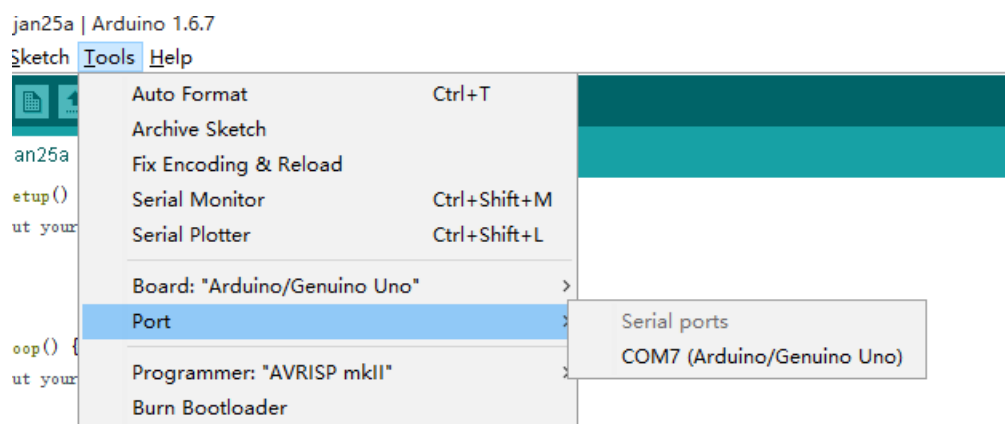 jan25a | Arduino 1.6.7
Sketch Tools Help
Auto Format Ctrl+T
Archive Sketch
an25a
Fix Encoding & Reload
etup()
Serial Monitor Ctrl+Shift+M
ut your
Serial Plotter Ctrl+Shift+L
Board: "Arduino/Genuino Uno"
Port
Serial ports
oop() {
COM7 (Arduino/Genuino Uno)
ut your
Programmer: "AVRISP mkII"
Burn Bootloader